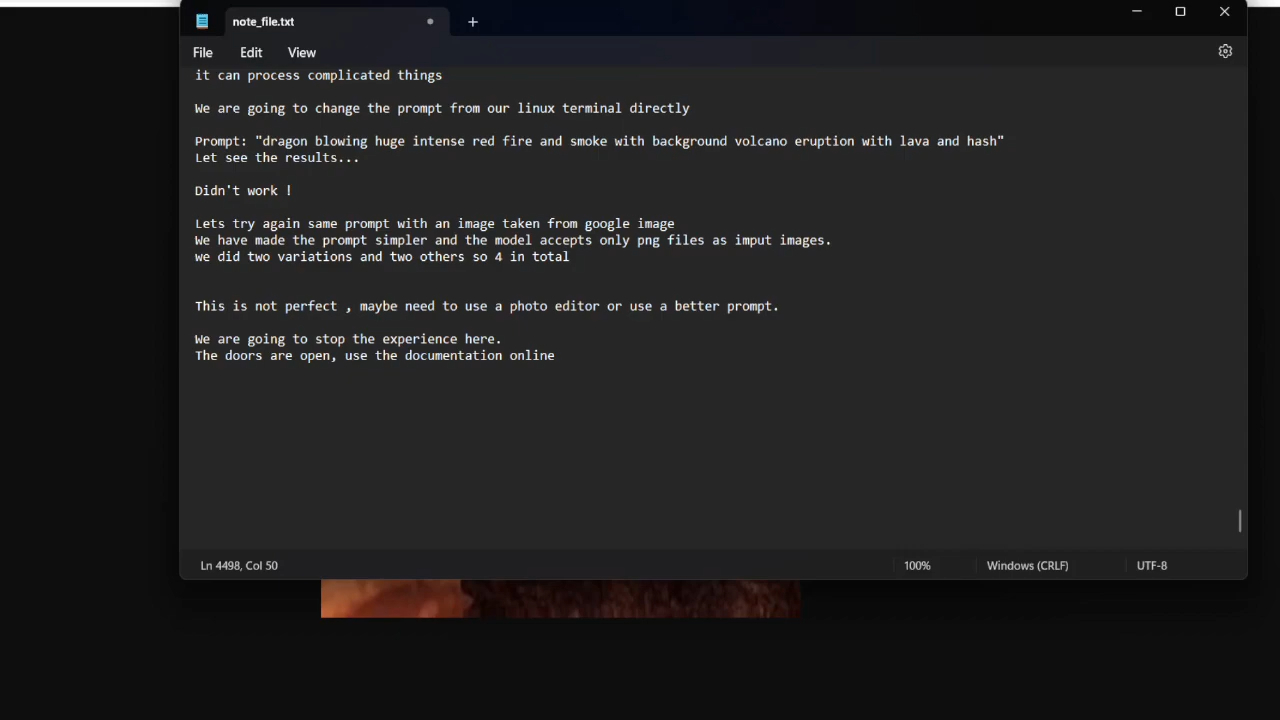 note_file.txt
File Edit View
it can process complicated things
We are going to change the prompt from our linux terminal directly
Prompt: "dragon blowing huge intense red fire and smoke with background volcano eruption with lava and hash"
Let see the results...
Didn't work !
Lets try again same prompt with an image taken from google image
We have made the prompt simpler and the model accepts only png files as imput images.
we did two variations and two others so 4 in total
This is not perfect , maybe need to use a photo editor or use a better prompt.
We are going to stop the experience here.
The doors are open, use the documentation online
Ln 4498, Col 50 100% Windows (CRLF) UTF-8